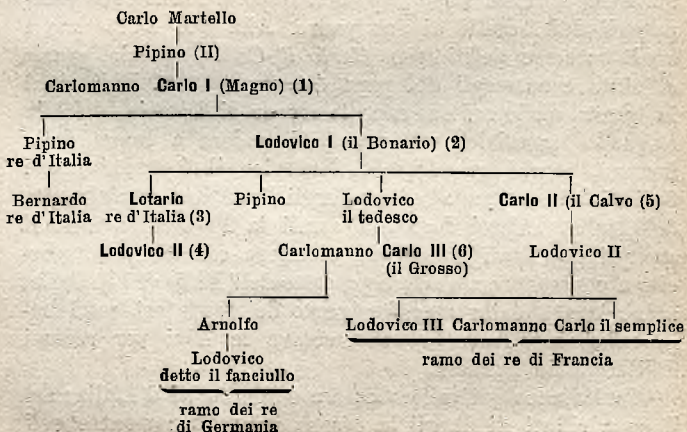 Carlo Martello
Pipino (II)
Carlomanno Carlo I (Magno) (1)
Pipino Lodovico I (il Bonario) (2)
re d'Italia
Bernardo Lotario Pipino Lodovico Carlo II (il Calvo (5)
re d'Italia re d'Italia (3) il tedesco
Lodovico II (4) Carlomanno Carlo III (6) Lodovico II
(il Grosso)
Arnolfo Lodovico III Carlomanno Carlo il semplice
Lodovico ramo dei re di Francia
detto il fanciullo
ramo dei re
di Germania